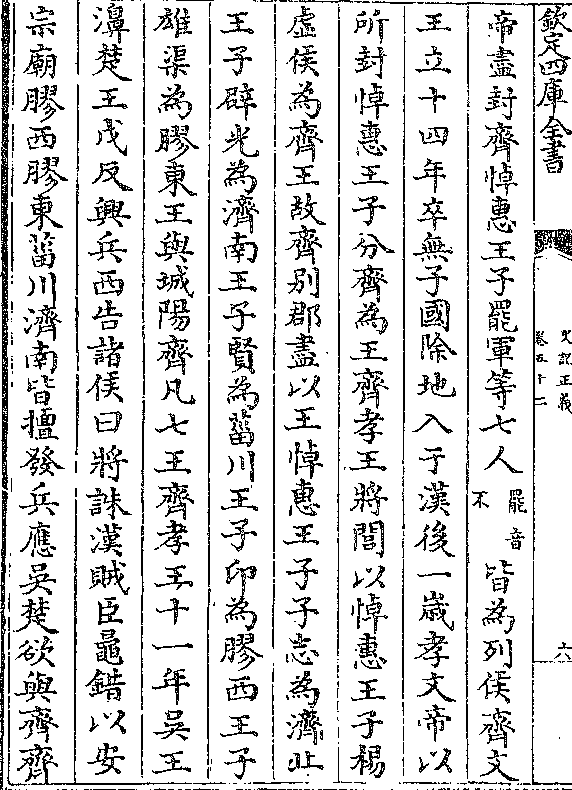 欽定四庫全書
史記正義
卷五十二
六
帝盡封齊悼惠王子罷軍等七人罷音不皆為列侯齊文
王立十四年卒無子國除地入于漢後一歲孝文帝以
所封悼惠王子分齊為王齊孝王將閭以悼惠王子楊
虛侯為齊王故齊別郡盡以王悼惠王子子志為濟北
王子辟光為濟南王子賢為菑川王子卬為膠西王子
雄渠為膠東王與城陽齊凡七王齊孝王十一年吳王
濞楚王戊反興兵西告諸侯曰將誅漢賊臣鼂錯以安
宗廟膠西膠東菑川濟南皆擅發兵應吳楚欲與齊齊